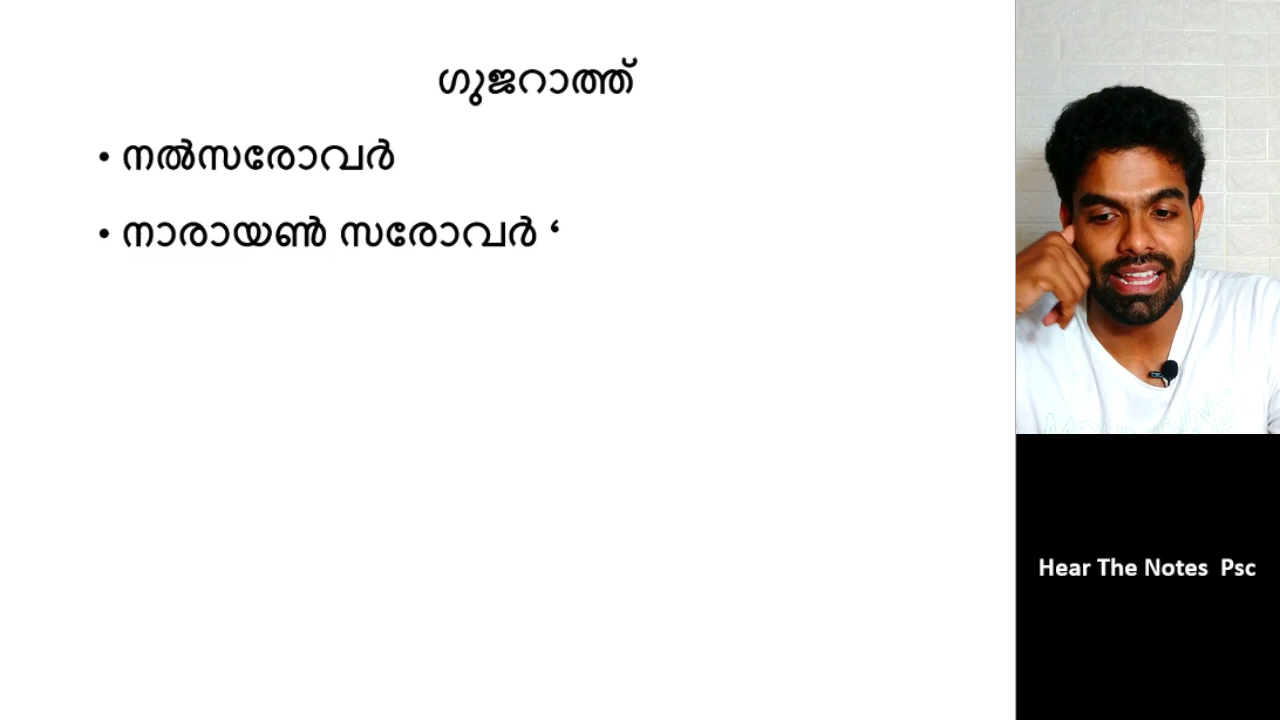 ഗുജറാത്ത്
• നൽസരോവർ
• നാരായൺ സരോവർ ‘
Hear The Notes Psc